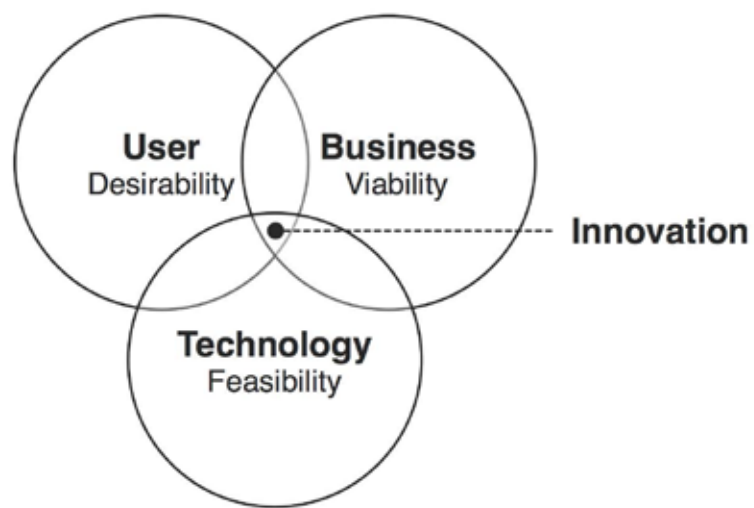 User
Desirability
Business
Viability
Innovation
Technology
Feasibility